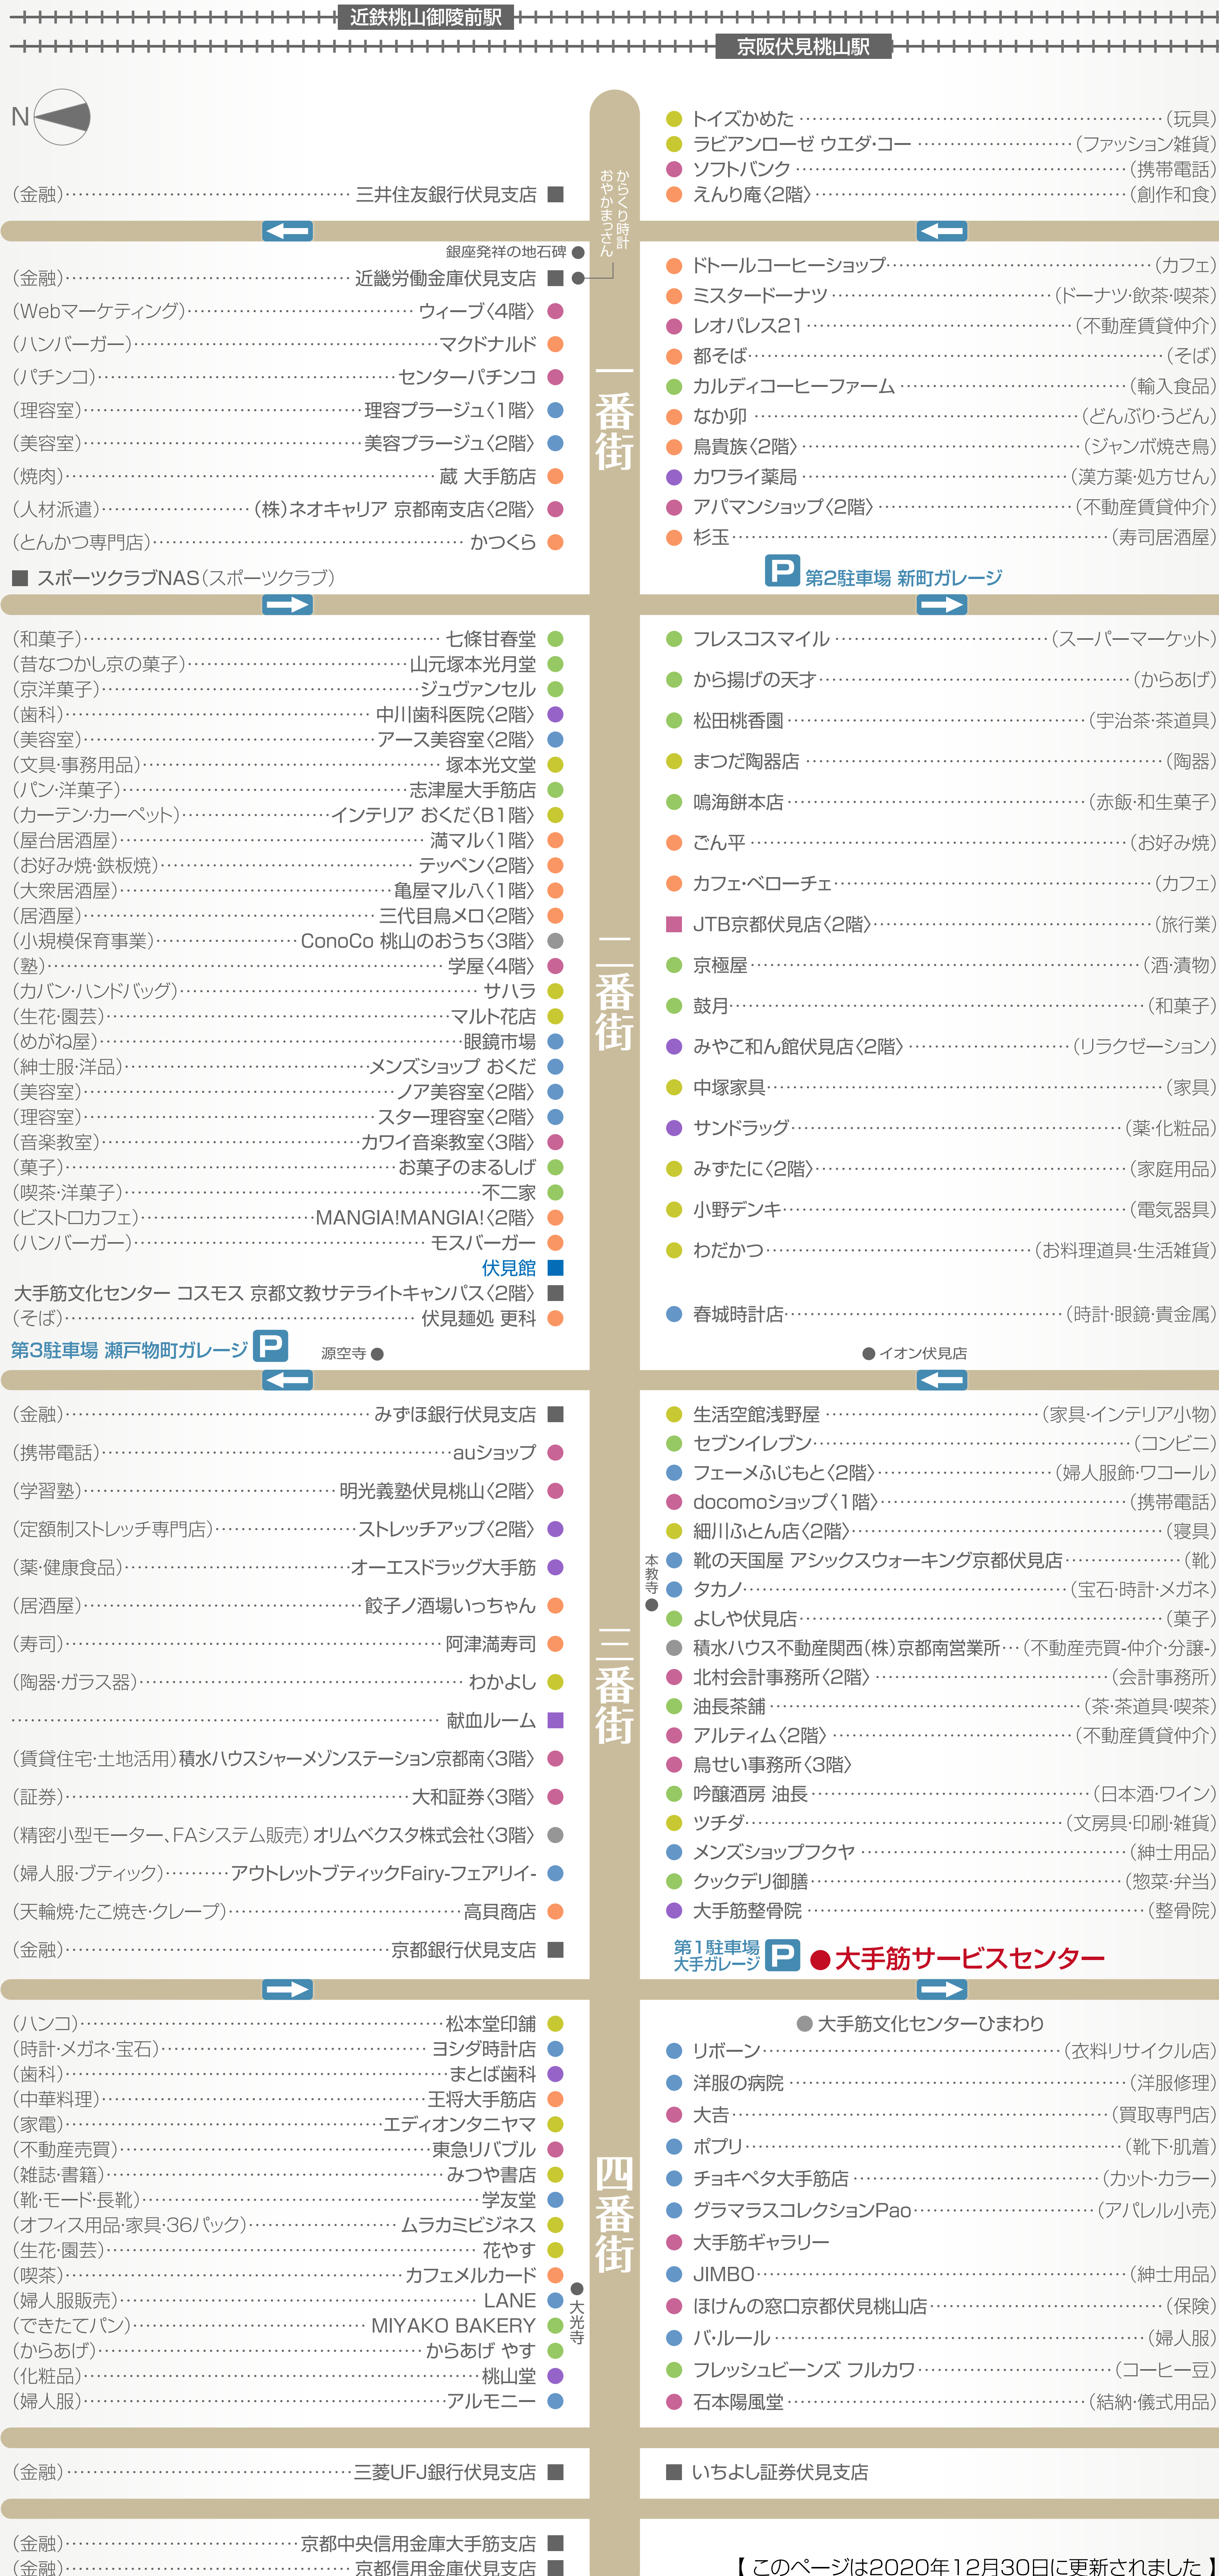 近鉄桃山御陵前駅
京阪伏見桃山駅
N
からくり時計
おやかまっさん
一番街
二番街
三番街
四番街
(金融) 三井住友銀行伏見支店
銀座発祥の地石碑
(金融) 近畿労働金庫伏見支店
(Webマーケティング) ウィーブ〈4階〉
(ハンバーガー) マクドナルド
(パチンコ) センターパチンコ
(理容室) 理容プラージュ〈1階〉
(美容室) 美容プラージュ〈2階〉
(焼肉) 蔵 大手筋店
(人材派遣) (株)ネオキャリア 京都南支店〈2階〉
(とんかつ専門店) かつくら
スポーツクラブNAS(スポーツクラブ)
トイズかめた (玩具)
ラビアンローゼ ウエダ・コー (ファッション雑貨)
ソフトバンク (携帯電話)
えんり庵〈2階〉 (創作和食)
ドトールコーヒーショップ (カフェ)
ミスタードーナツ (ドーナツ・飲茶・喫茶)
レオパレス21 (不動産賃貸仲介)
都そば (そば)
カルディコーヒーファーム (輸入食品)
なか卯 (どんぶり・うどん)
鳥貴族〈2階〉 (ジャンボ焼き鳥)
カワライ薬局 (漢方薬・処方せん)
アパマンショップ〈2階〉 (不動産賃貸仲介)
杉玉 (寿司居酒屋)
P 第2駐車場 新町ガレージ
(和菓子) 七條甘春堂
(昔なつかし京の菓子) 山元塚本光月堂
(京洋菓子) ジュヴァンセル
(歯科) 中川歯科医院〈2階〉
(美容室) アース美容室〈2階〉
(文具・事務用品) 塚本光文堂
(パン・洋菓子) 志津屋大手筋店
(カーテン・カーペット) インテリア おくだ〈B1階〉
(屋台居酒屋) 満マル〈1階〉
(お好み焼・鉄板焼) テッペン〈2階〉
(大衆居酒屋) 亀屋マル八〈1階〉
(居酒屋) 三代目鳥メロ〈2階〉
(小規模保育事業) ConoCo 桃山のおうち〈3階〉
(塾) 学屋〈4階〉
(カバン・ハンドバッグ) サハラ
(生花・園芸) マルト花店
(めがね屋) 眼鏡市場
(紳士服・洋品) メンズショップ おくだ
(美容室) ノア美容室〈2階〉
(理容室) スター理容室〈2階〉
(音楽教室) カワイ音楽教室〈3階〉
(菓子) お菓子のまるしげ
(喫茶・洋菓子) 不二家
(ビストロカフェ) MANGIA!MANGIA!〈2階〉
(ハンバーガー) モスバーガー
伏見館
大手筋文化センター コスモス 京都文教サテライトキャンパス〈2階〉
(そば) 伏見麺処 更科
第3駐車場 瀬戸物町ガレージ P
源空寺
フレスコスマイル (スーパーマーケット)
から揚げの天才 (からあげ)
松田桃香園 (宇治茶・茶道具)
まつだ陶器店 (陶器)
鳴海餅本店 (赤飯・和生菓子)
ごん平 (お好み焼)
カフェ・ベローチェ (カフェ)
JTB京都伏見店〈2階〉 (旅行業)
京極屋 (酒・漬物)
鼓月 (和菓子)
みやこ和ん館伏見店〈2階〉 (リラクゼーション)
中塚家具 (家具)
サンドラッグ (薬・化粧品)
みずたに〈2階〉 (家庭用品)
小野デンキ (電気器具)
わだかつ (お料理道具・生活雑貨)
春城時計店 (時計・眼鏡・貴金属)
イオン伏見店
(金融) みずほ銀行伏見支店
(携帯電話) auショップ
(学習塾) 明光義塾伏見桃山〈2階〉
(定額制ストレッチ専門店) ストレッチアップ〈2階〉
(薬・健康食品) オーエスドラッグ大手筋
(居酒屋) 餃子ノ酒場いっちゃん
(寿司) 阿津満寿司
(陶器・ガラス器) わかよし
献血ルーム
(賃貸住宅・土地活用)積水ハウスシャーメゾンステーション京都南〈3階〉
(証券) 大和証券〈3階〉
(精密小型モーター、FAシステム販売)オリムベクスタ株式会社〈3階〉
(婦人服・ブティック) アウトレットブティックFairy-フェアリイ-
(天輪焼・たこ焼き・クレープ) 高貝商店
(金融) 京都銀行伏見支店
生活空館浅野屋 (家具・インテリア小物)
セブンイレブン (コンビニ)
フェーメふじもと〈2階〉 (婦人服飾・ワコール)
docomoショップ〈1階〉 (携帯電話)
細川ふとん店〈2階〉 (寝具)
本教寺
靴の天国屋 アシックスウォーキング京都伏見店 (靴)
タカノ (宝石・時計・メガネ)
よしや伏見店 (菓子)
積水ハウス不動産関西(株)京都南営業所 (不動産売買-仲介・分譲-)
北村会計事務所〈2階〉 (会計事務所)
油長茶舗 (茶・茶道具・喫茶)
アルティム〈2階〉 (不動産賃貸仲介)
鳥せい事務所〈3階〉
吟醸酒房 油長 (日本酒・ワイン)
ツチダ (文房具・印刷・雑貨)
メンズショップフクヤ (紳士用品)
クックデリ御膳 (惣菜・弁当)
大手筋整骨院 (整骨院)
第1駐車場
大手ガレージ
P
大手筋サービスセンター
(ハンコ) 松本堂印舗
(時計・メガネ・宝石) ヨシダ時計店
(歯科) まとば歯科
(中華料理) 王将大手筋店
(家電) エディオンタニヤマ
(不動産売買) 東急リバブル
(雑誌・書籍) みつや書店
(靴・モード・長靴) 学友堂
(オフィス用品・家具・36パック) ムラカミビジネス
(生花・園芸) 花やす
(喫茶) カフェメルカード
(婦人服販売) LANE
大光寺
(できたてパン) MIYAKO BAKERY
(からあげ) からあげ やす
(化粧品) 桃山堂
(婦人服) アルモニー
大手筋文化センターひまわり
リボーン (衣料リサイクル店)
洋服の病院 (洋服修理)
大𠮷 (買取専門店)
ポプリ (靴下・肌着)
チョキペタ大手筋店 (カット・カラー)
グラマラスコレクションPao (アパレル小売)
大手筋ギャラリー
JIMBO (紳士用品)
ほけんの窓口京都伏見桃山店 (保険)
バ・ルール (婦人服)
フレッシュビーンズ フルカワ (コーヒー豆)
石本陽風堂 (結納・儀式用品)
(金融) 三菱UFJ銀行伏見支店
いちよし証券伏見支店
(金融) 京都中央信用金庫大手筋支店
(金融) 京都信用金庫伏見支店
【 このページは2020年12月30日に更新されました 】